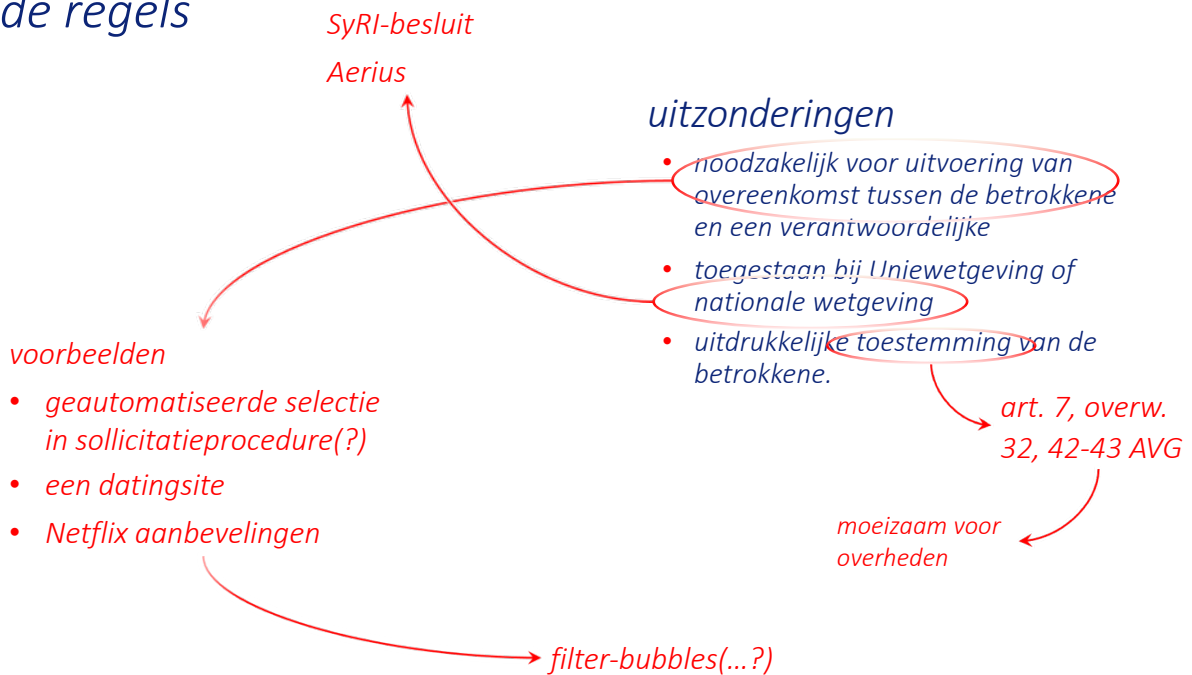 de regels
SyRI-besluit
Aerius
uitzonderingen
• noodzakelijk voor uitvoering van
overeenkomst tussen de betrokkene
en een verantwoordelijke
• toegestaan bij Uniewetgeving of
nationale wetgeving
• uitdrukkelijke toestemming van de
betrokkene.
art. 7, overw.
32, 42-43 AVG
moeizaam voor
overheden
voorbeelden
• geautomatiseerde selectie
in sollicitatieprocedure(?)
• een datingsite
• Netflix aanbevelingen
filter-bubbles(...?)